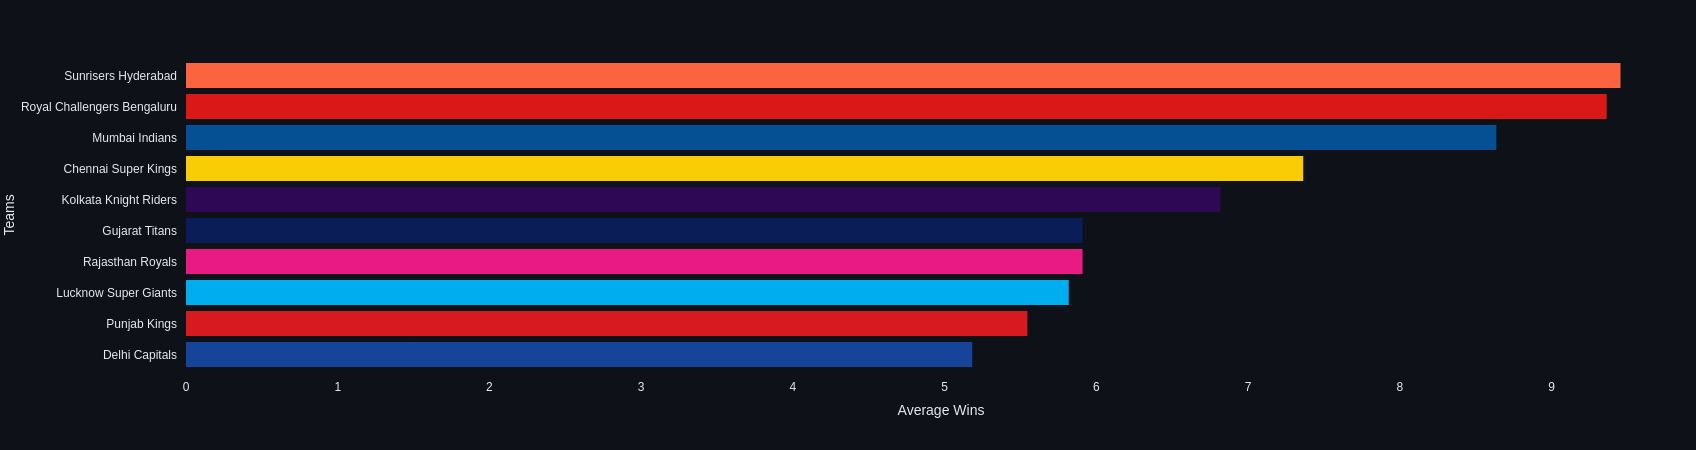 Sunrisers Hyderabad
Royal Challengers Bengaluru
Mumbai Indians
Chennai Super Kings
Kolkata Knight Riders
Gujarat Titans
Rajasthan Royals
Lucknow Super Giants
Punjab Kings
Delhi Capitals
Teams
0 1 2 3 4 5 6 7 8 9
Average Wins